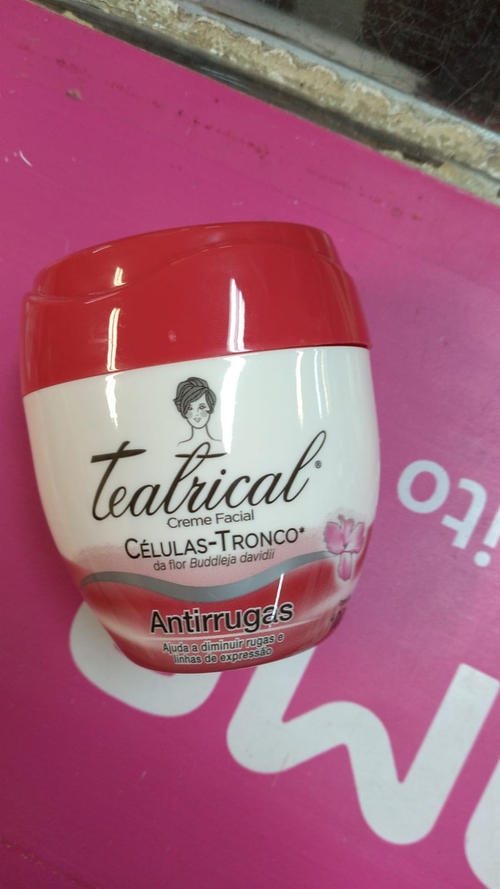 Teatrical®
Creme Facial
CÉLULAS-TRONCO*
da flor Buddleja davidii
Antirrugas
Ajuda a diminuir rugas e
linhas de expressão